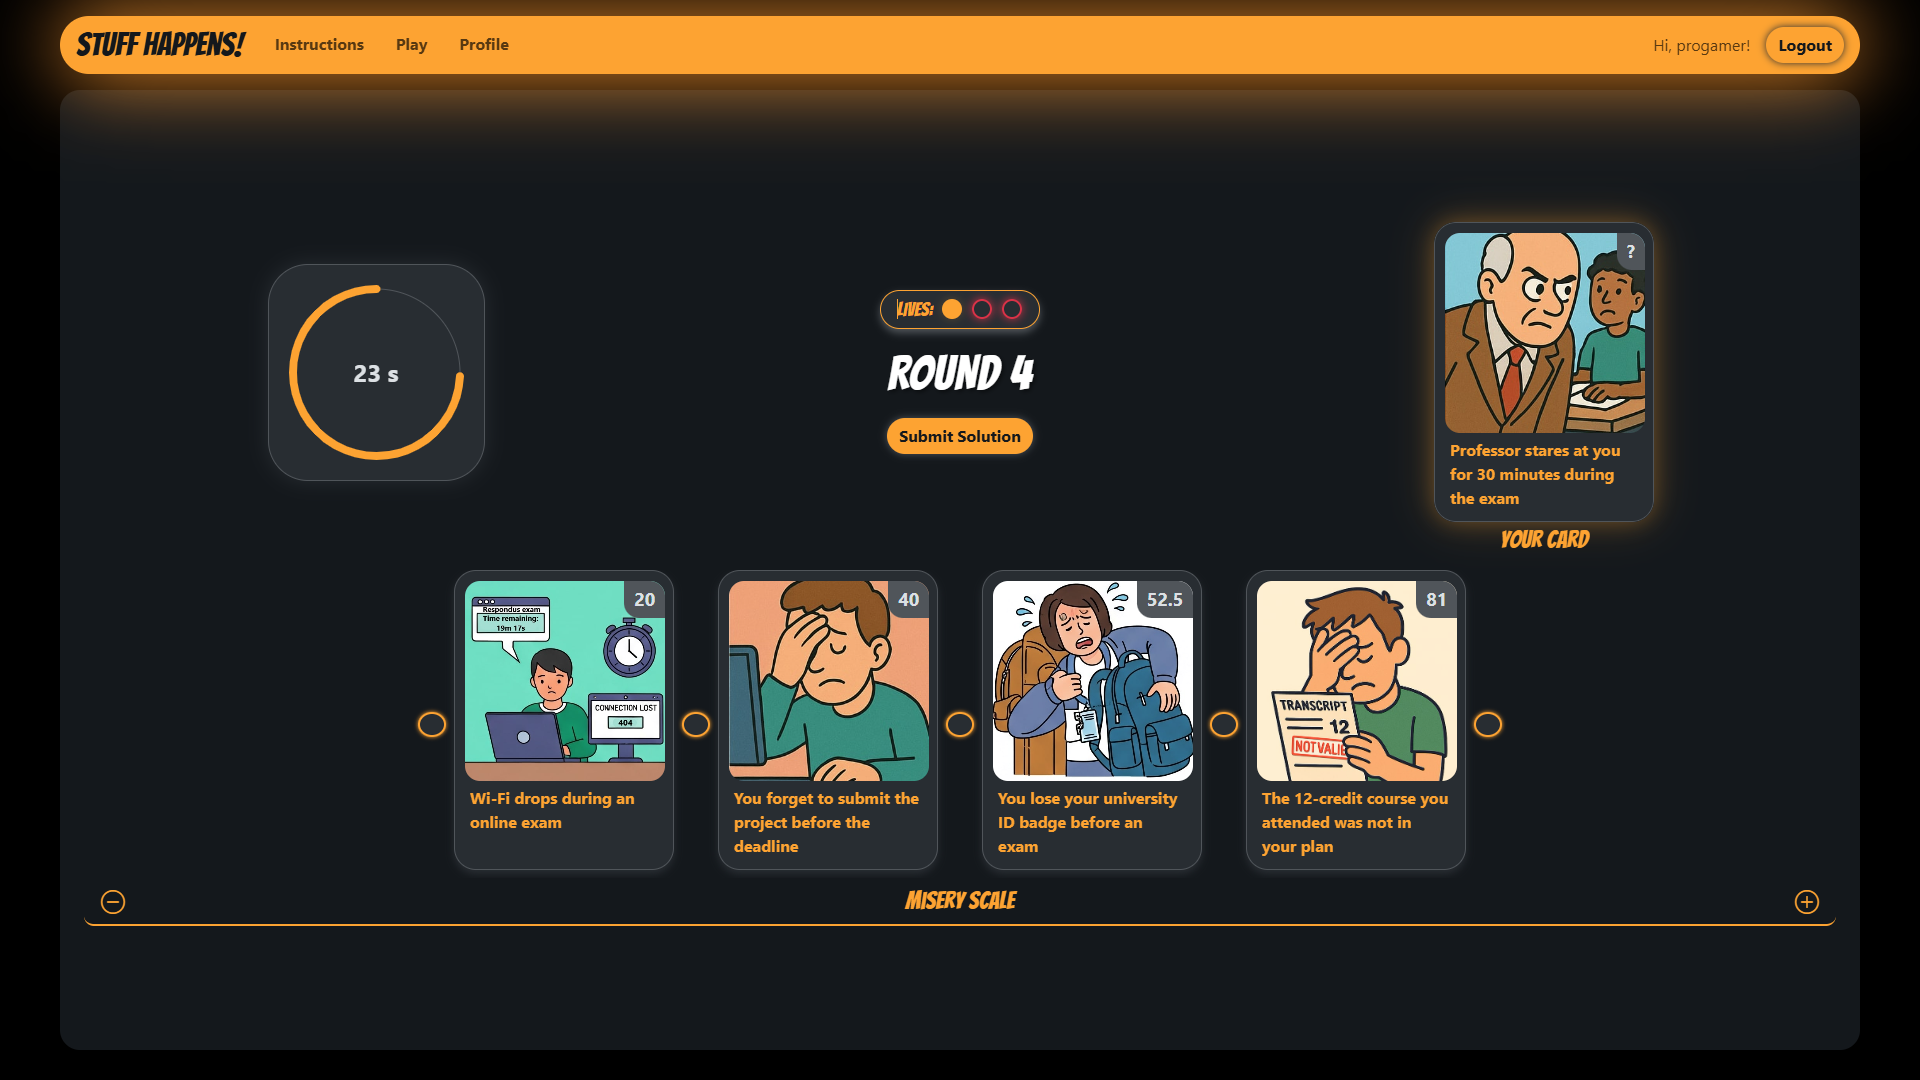 STUFF HAPPENS!
Instructions
Play
Profile
Hi, progamer!
Logout
23 s
LIVES:
ROUND 4
Submit Solution
?
Professor stares at you
for 30 minutes during
the exam
YOUR CARD
Respondus exam
Time remaining:
19m 17s
CONNECTION LOST
404
20
Wi-Fi drops during an
online exam
40
You forget to submit the
project before the
deadline
52.5
You lose your university
ID badge before an
exam
81
TRANSCRIPT
12
NOT VALI
The 12-credit course you
attended was not in
your plan
MISERY SCALE